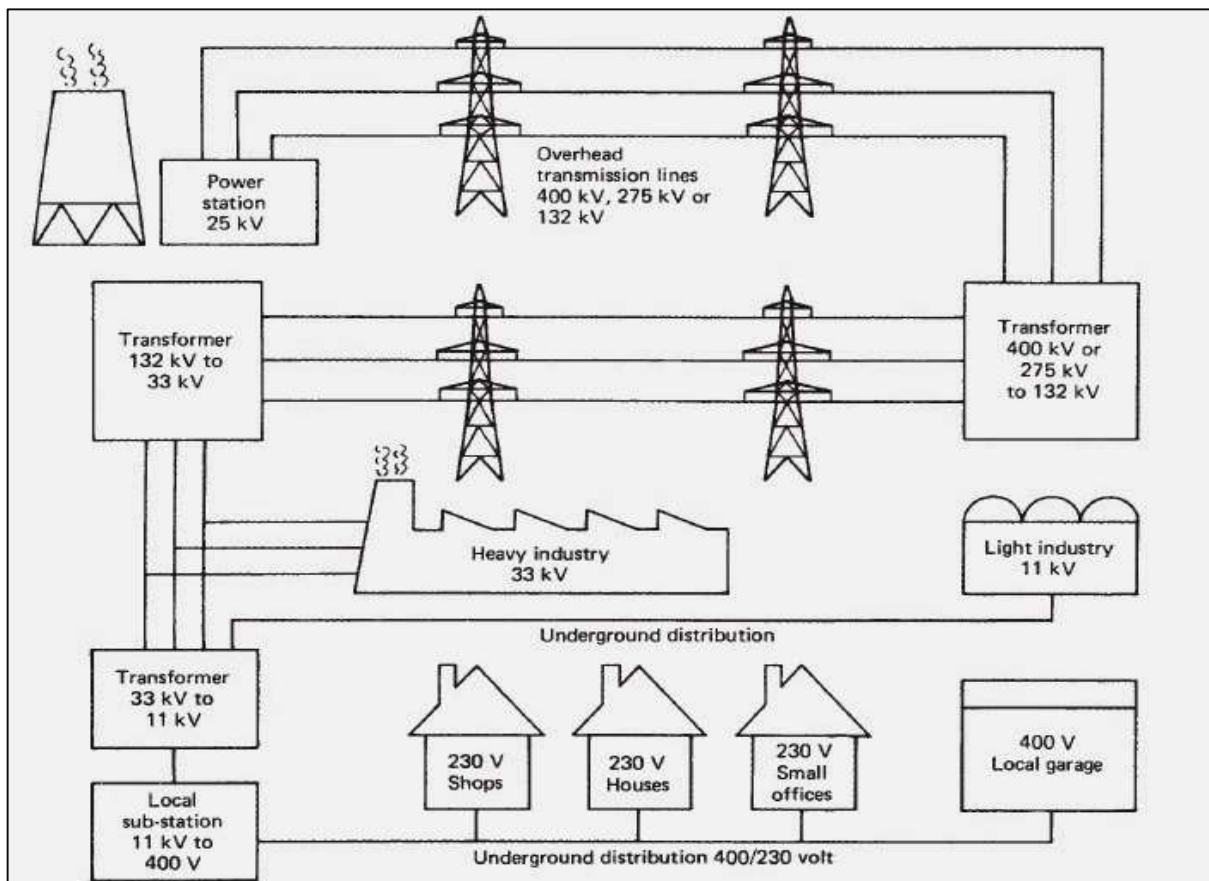 Overhead
transmission lines
400 kV, 275 kV or
132 kV
Power
station
25 kV
Transformer
132 kV to
33 kV
Transformer
400 kV or
275 kV
to 132 kV
Heavy industry
33 kV
Light industry
11 kV
Underground distribution
Transformer
33 kV to
11 kV
230 V
Shops
230 V
Houses
230 V
Small
offices
400 V
Local garage
Local
sub-station
11 kV to
400 V
Underground distribution 400/230 volt